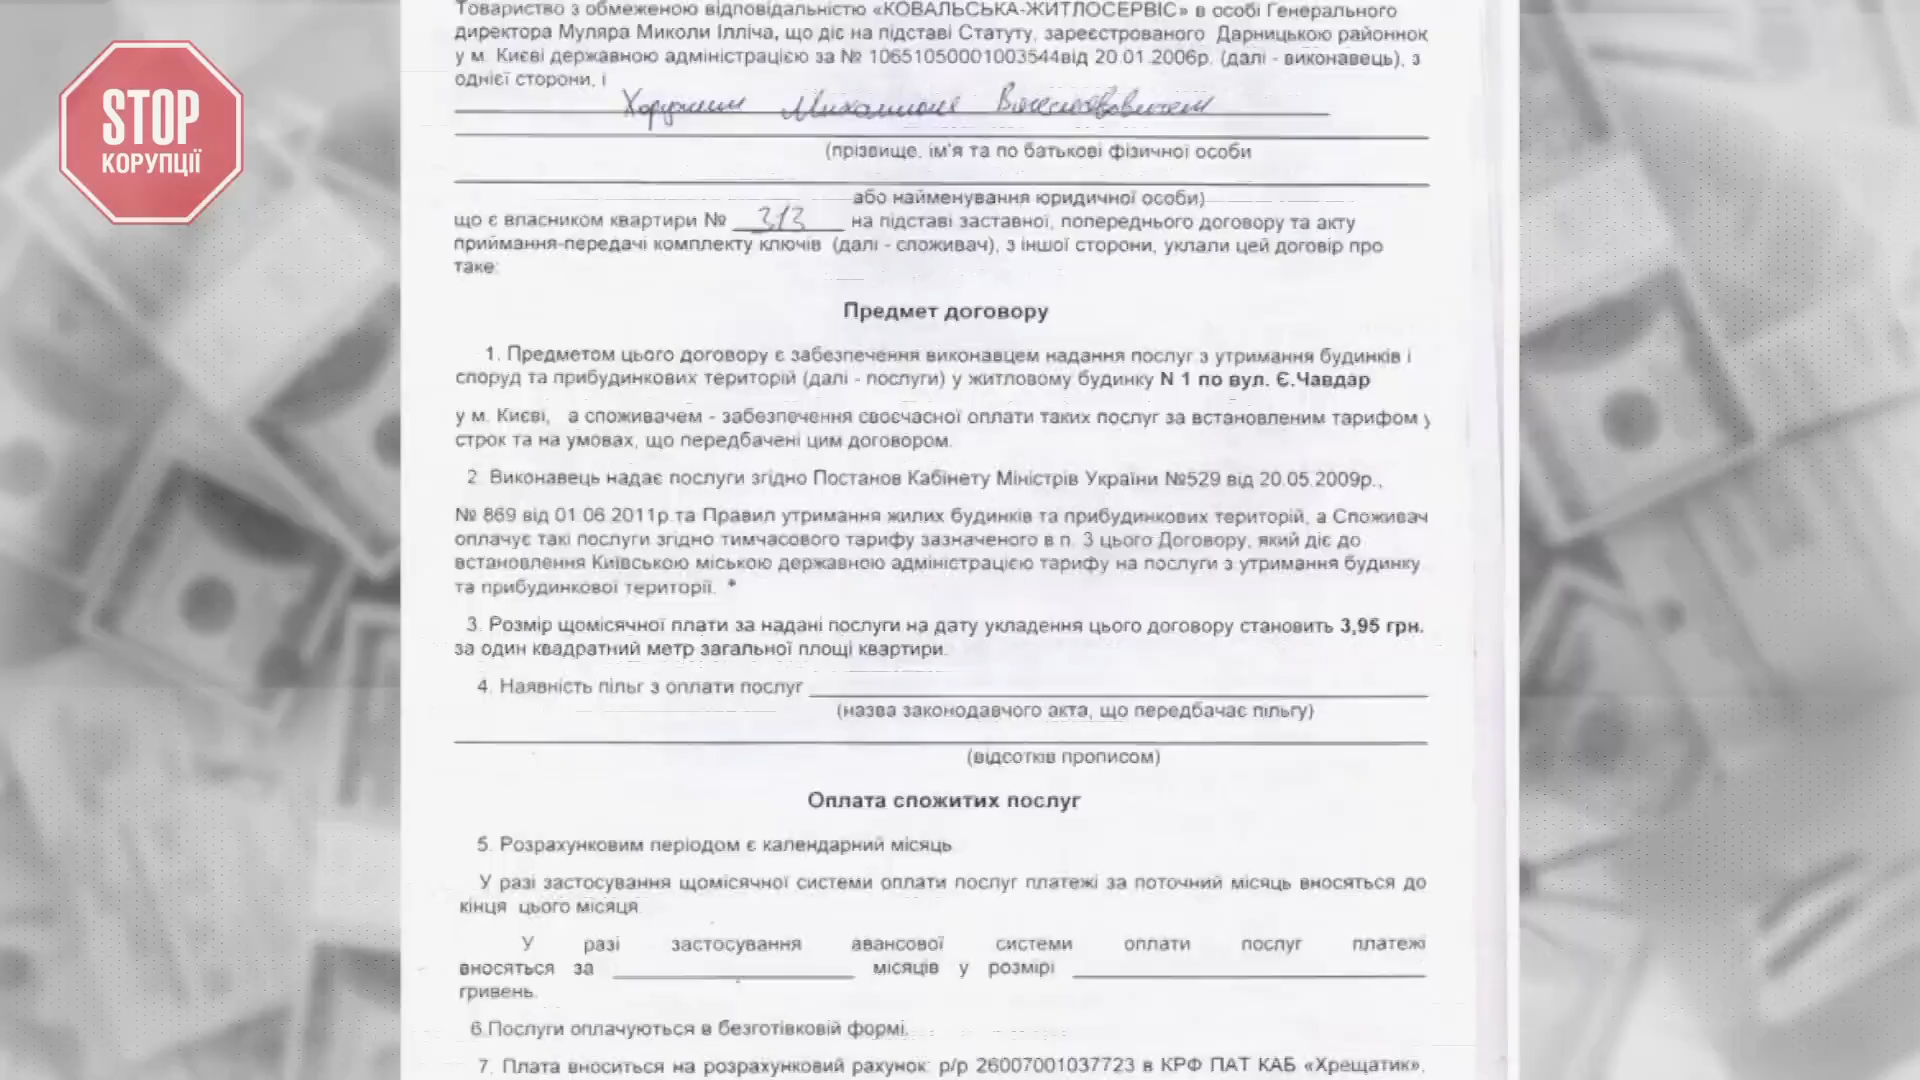 STOP
КОРУПЦІЇ
Товариство з обмеженою відповідальністю «КОВАЛЬСЬКА-ЖИТЛОСЕРВІС» в особі Генерального
директора Муляра Миколи Ілліча, що діє на підставі Статуту, зареєстрованого Дарницькою районнок
у м. Києві державною адміністрацією за № 10651050001003544від 20.01.2006р. (далі - виконавець), з
однієї сторони, і
(прізвище, ім'я та по батькові фізичної особи
або найменування юридичної особи)
що є власником квартири № 313 на підставі заставної, попереднього договору та акту
приймання-передачі комплекту ключів (далі - споживач), з іншої сторони, уклали цей договір про
таке:
Предмет договору
1. Предметом цього договору є забезпечення виконавцем надання послуг з утримання будинків і
споруд та прибудинкових територій (далі - послуги) у житловому будинку N 1 по вул. Є.Чавдар
у м. Києві, а споживачем - забезпечення своєчасної оплати таких послуг за встановленим тарифом у
строк та на умовах, що передбачені цим договором.
2. Виконавець надає послуги згідно Постанов Кабінету Міністрів України №529 від 20.05.2009р.,
№ 869 від 01.06.2011р.та Правил утримання жилих будинків та прибудинкових територій, а Споживач
оплачує такі послуги згідно тимчасового тарифу зазначеного в п. 3 цього Договору, який діє до
встановлення Київською міською державною адміністрацією тарифу на послуги з утримання будинку
та прибудинкової території. *
3. Розмір щомісячної плати за надані послуги на дату укладення цього договору становить 3,95 грн.
за один квадратний метр загальної площі квартири.
4. Наявність пільг з оплати послуг
(назва законодавчого акта, що передбачає пільгу)
(відсотків прописом)
Оплата спожитих послуг
5. Розрахунковим періодом є календарний місяць
У разі застосування щомісячної системи оплати послуг платежі за поточний місяць вносяться до
кінця цього місяця
У разі застосування авансової системи оплати послуг платежі
вносяться за місяців у розмірі
гривень.
6.Послуги оплачуються в безготівковій формі.
7. Плата вноситься на розрахунковий рахунок: р/р 26007001037723 в КРФ ПАТ КАБ «Хрещатик»,